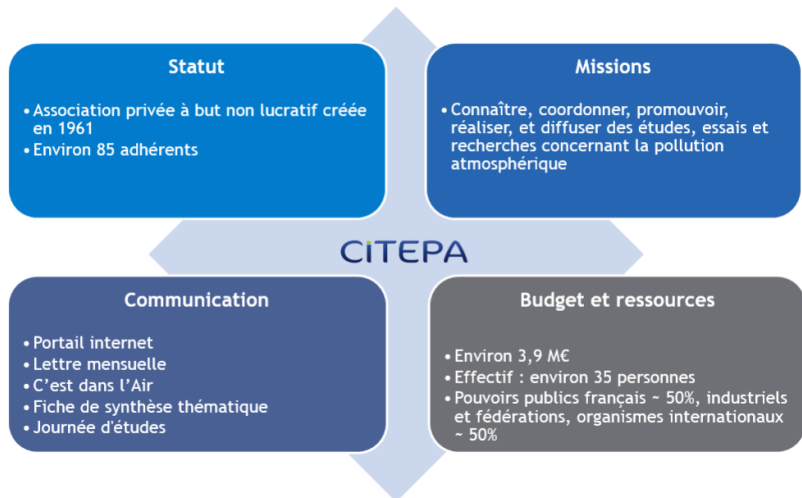 Statut
• Association privée à but non lucratif créée
en 1961
• Environ 85 adhérents
Missions
• Connaître, coordonner, promouvoir,
réaliser, et diffuser des études, essais et
recherches concernant la pollution
atmosphérique
CiTEPA
Communication
• Portail internet
• Lettre mensuelle
• C’est dans l’Air
• Fiche de synthèse thématique
• Journée d'études
Budget et ressources
• Environ 3,9 M€
• Effectif : environ 35 personnes
• Pouvoirs publics français ~ 50%, industriels
et fédérations, organismes internationaux
~ 50%